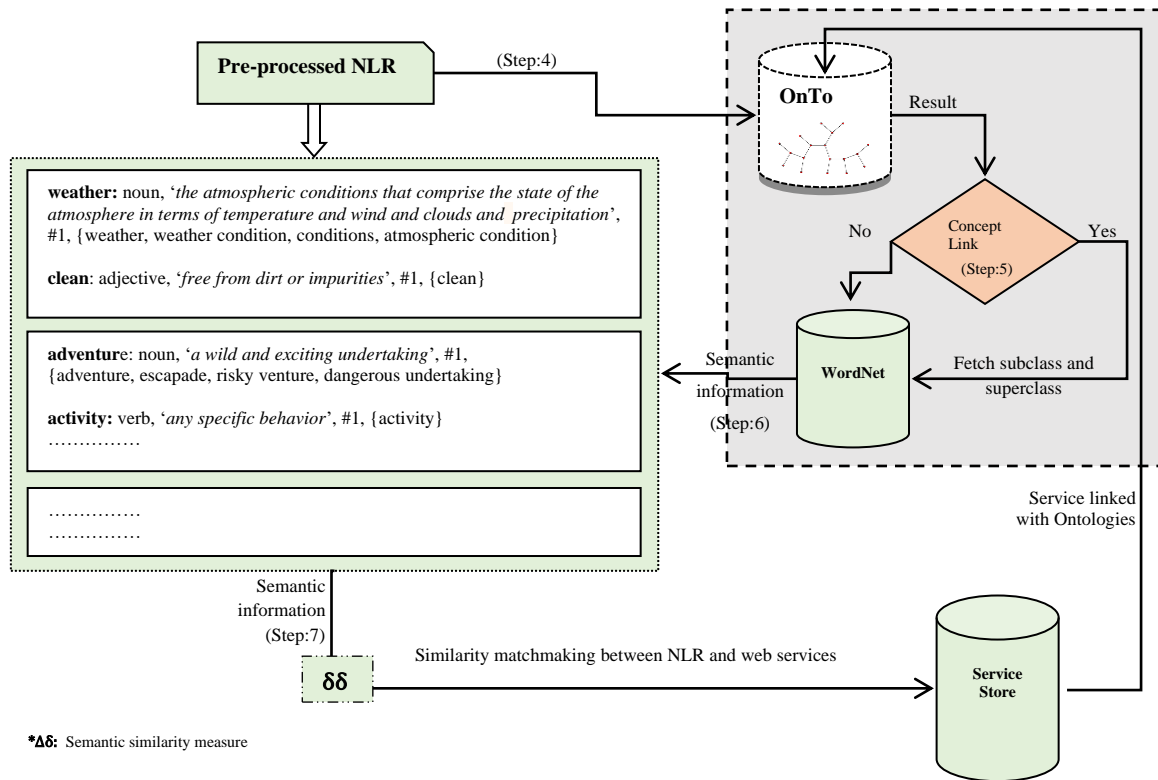 Pre-processed NLR
(Step:4)
OnTo
Result
weather: noun, ‘the atmospheric conditions that comprise the state of the
atmosphere in terms of temperature and wind and clouds and precipitation’,
#1, {weather, weather condition, conditions, atmospheric condition}
clean: adjective, ‘free from dirt or impurities’, #1, {clean}
No
Concept
Link
(Step:5)
Yes
adventure: noun, ‘a wild and exciting undertaking’, #1,
{adventure, escapade, risky venture, dangerous undertaking}
activity: verb, ‘any specific behavior’, #1, {activity}
……………
Semantic
information
(Step:6)
WordNet
Fetch subclass and
superclass
……………
……………
Service linked
with Ontologies
Semantic
information
(Step:7)
δδ
Similarity matchmaking between NLR and web services
Service
Store
*Δδ: Semantic similarity measure